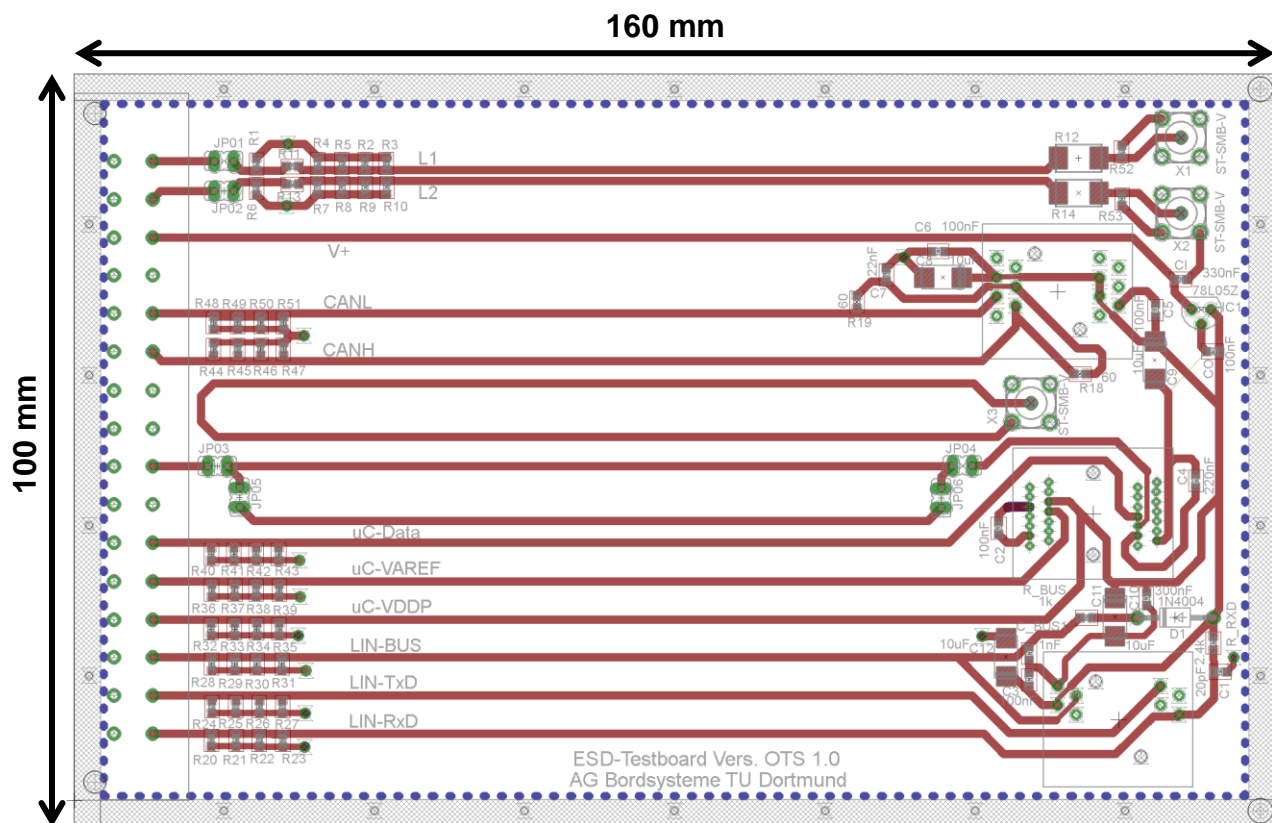 160 mm
100 mm
JP01
R1
R11
R4
R5
R2
R3
L1
R12
R52
X1
ST-SMB-V
JP02
R6
R13
R7
R8
R9
R10
L2
R14
R53
X2
ST-SMB-V
V+
C6
100nF
22nF
C7
C8
10uF
60
R19
CI
330nF
78L05Z
IC1
C5
100nF
CO
100nF
10uF
C9
R48
R49
R50
R51
CANL
R44
R45
R46
R47
CANH
60
R18
X3
ST-SMB-V
JP03
JP05
JP04
JP06
C4
220nF
100nF
C2
uC-Data
R40
R41
R42
R43
uC-VAREF
R36
R37
R38
R39
uC-VDDP
R_BUS
1k
C11
C10
300nF
1N4004
D1
R32
R33
R34
R35
LIN-BUS
C_BUS1
1nF
10uF
C12
10uF
2.4k
R_RXD
R28
R29
R30
R31
LIN-TxD
C3
100nF
20pF
C1
R24
R25
R26
R27
LIN-RxD
R20
R21
R22
R23
ESD-Testboard Vers. OTS 1.0
AG Bordsysteme TU Dortmund